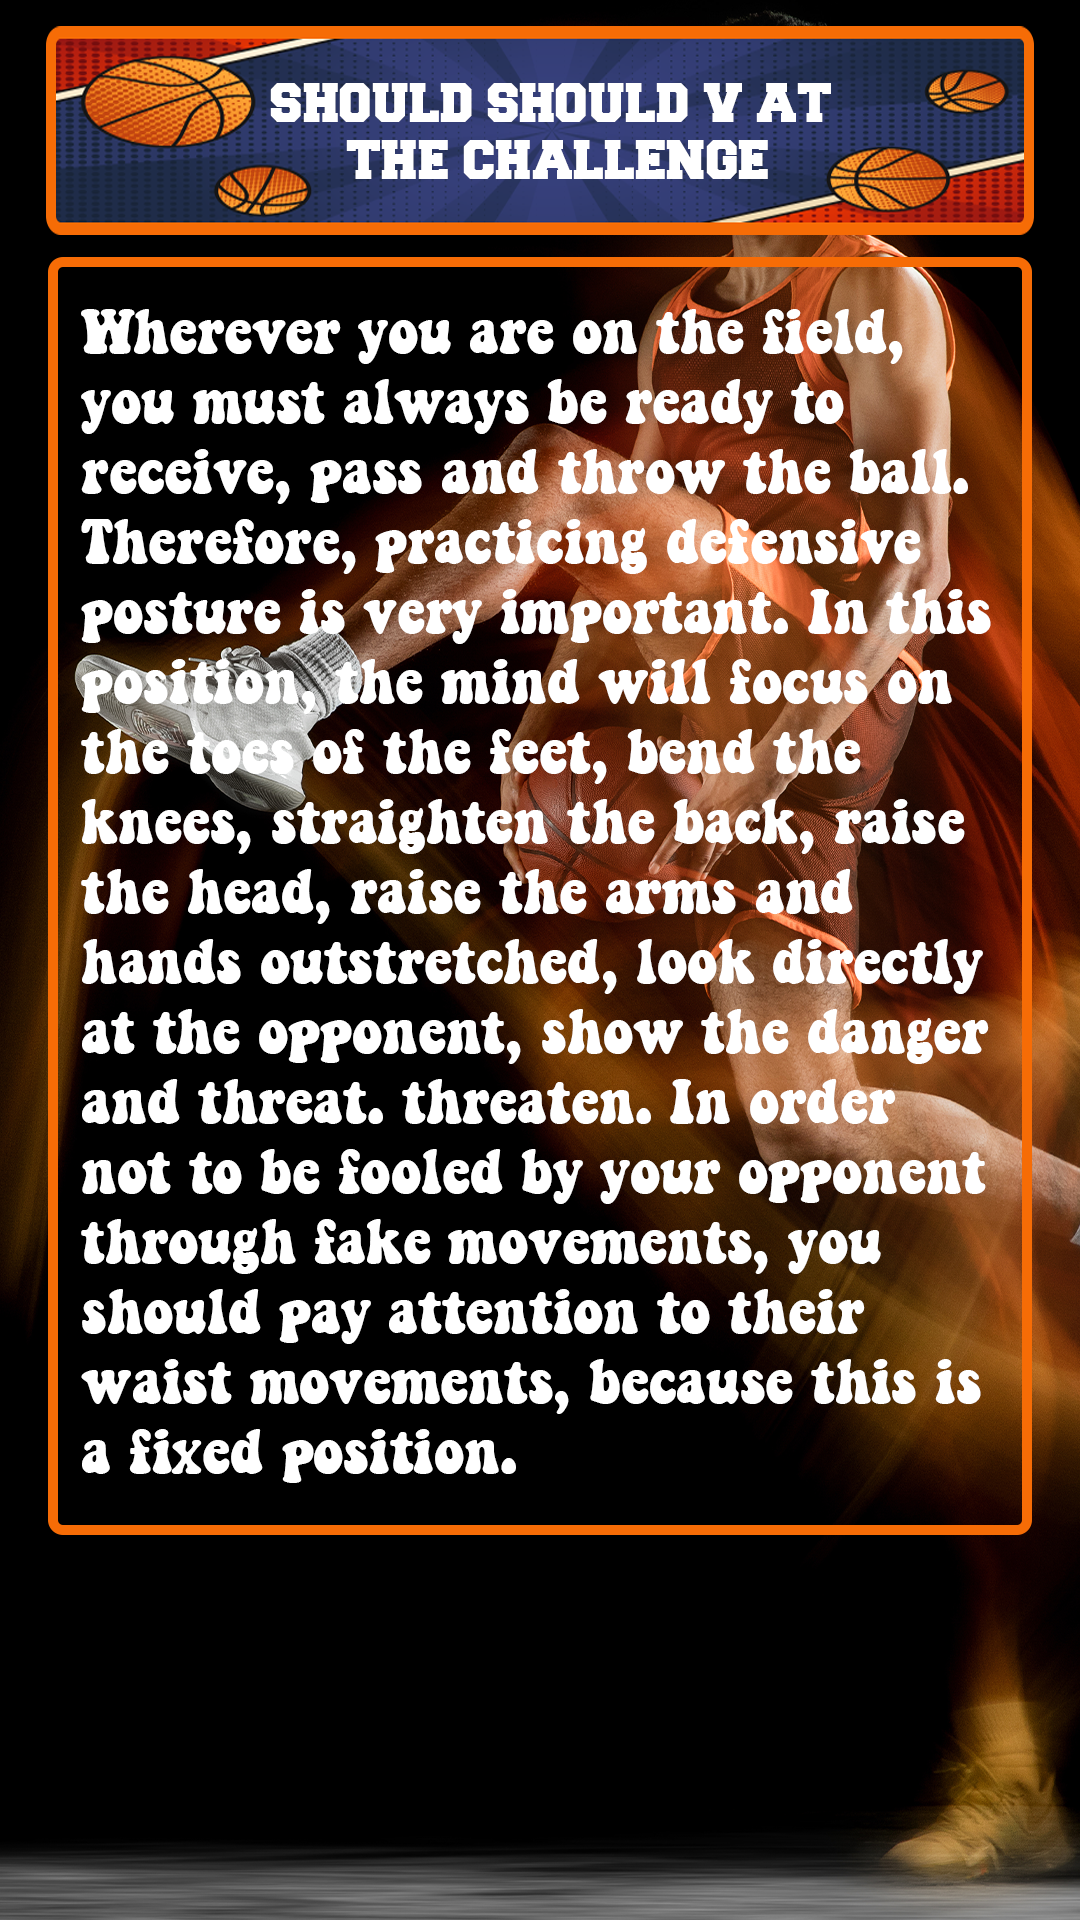 SHOULD SHOULD V AT
THE CHALLENGE
Wherever you are on the field,
you must always be ready to
receive, pass and throw the ball.
Therefore, practicing defensive
posture is very important. In this
position, the mind will focus on
the toes of the feet, bend the
knees, straighten the back, raise
the head, raise the arms and
hands outstretched, look directly
at the opponent, show the danger
and threat. threaten. In order
not to be fooled by your opponent
through fake movements, you
should pay attention to their
waist movements, because this is
a fixed position.